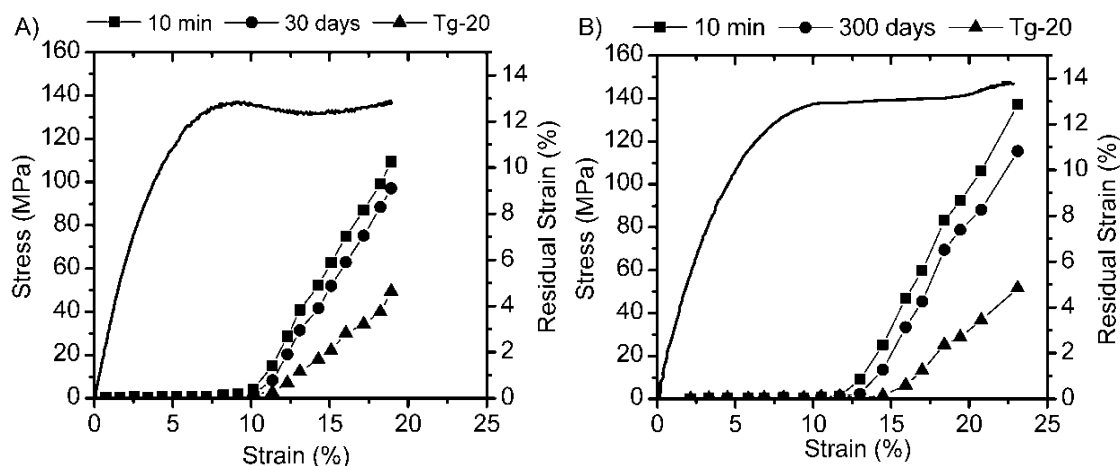 A)
10 min 30 days Tg-20
160
140
120
100
80
60
40
20
0
Stress (MPa)
14
12
10
8
6
4
2
0
Residual Strain (%)
0 5 10 15 20 25
Strain (%)
B)
10 min 300 days Tg-20
160
140
120
100
80
60
40
20
0
Stress (MPa)
14
12
10
8
6
4
2
0
Residual Strain (%)
0 5 10 15 20 25
Strain (%)